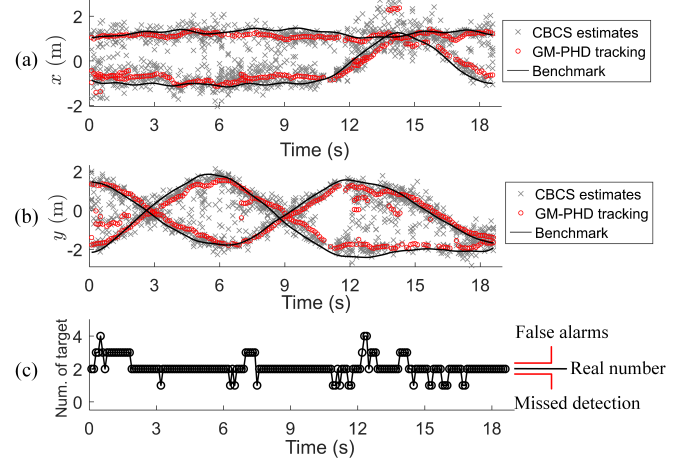 2
0
-2
x (m)
(a)
0 3 6 9 12 15 18
Time (s)
CBCS estimates
GM-PHD tracking
Benchmark
2
0
-2
y (m)
(b)
0 3 6 9 12 15 18
Time (s)
CBCS estimates
GM-PHD tracking
Benchmark
4
2
0
Num. of target
(c)
0 3 6 9 12 15 18
Time (s)
False alarms
Real number
Missed detection